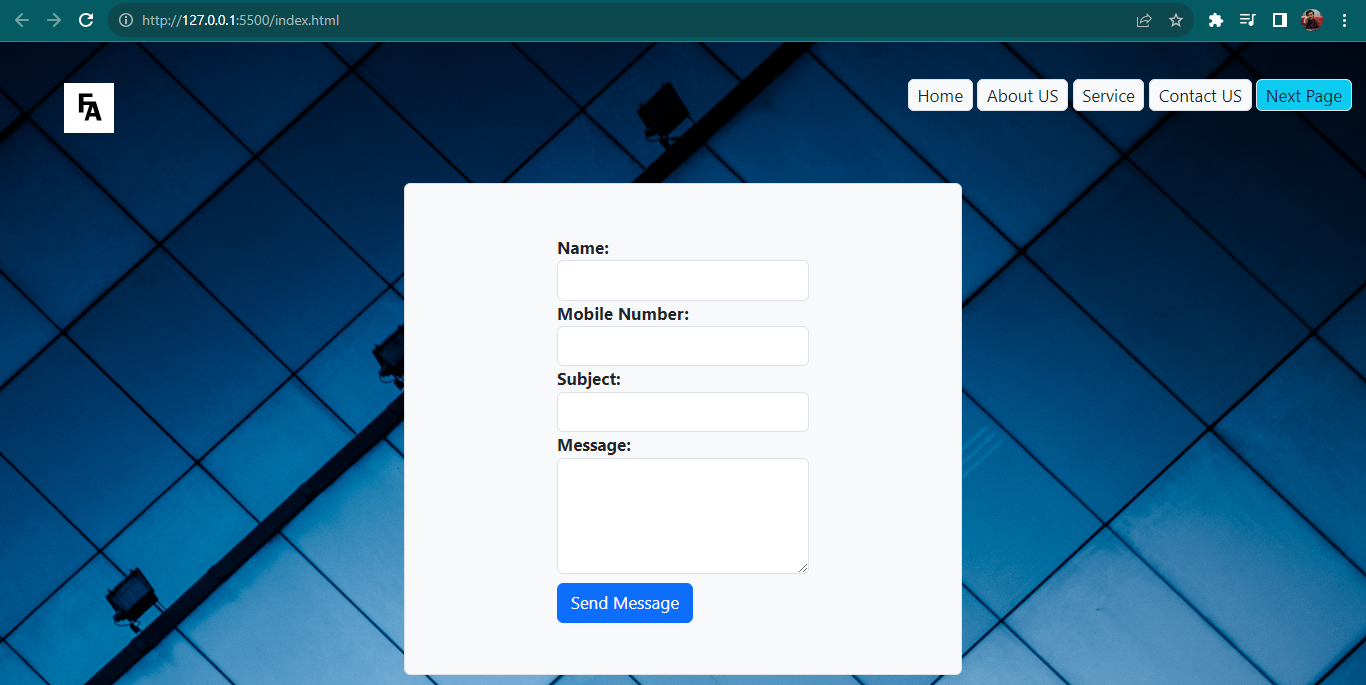 http://127.0.0.1:5500/index.html
FA
Home About US Service Contact US Next Page
Name:
Mobile Number:
Subject:
Message:
Send Message